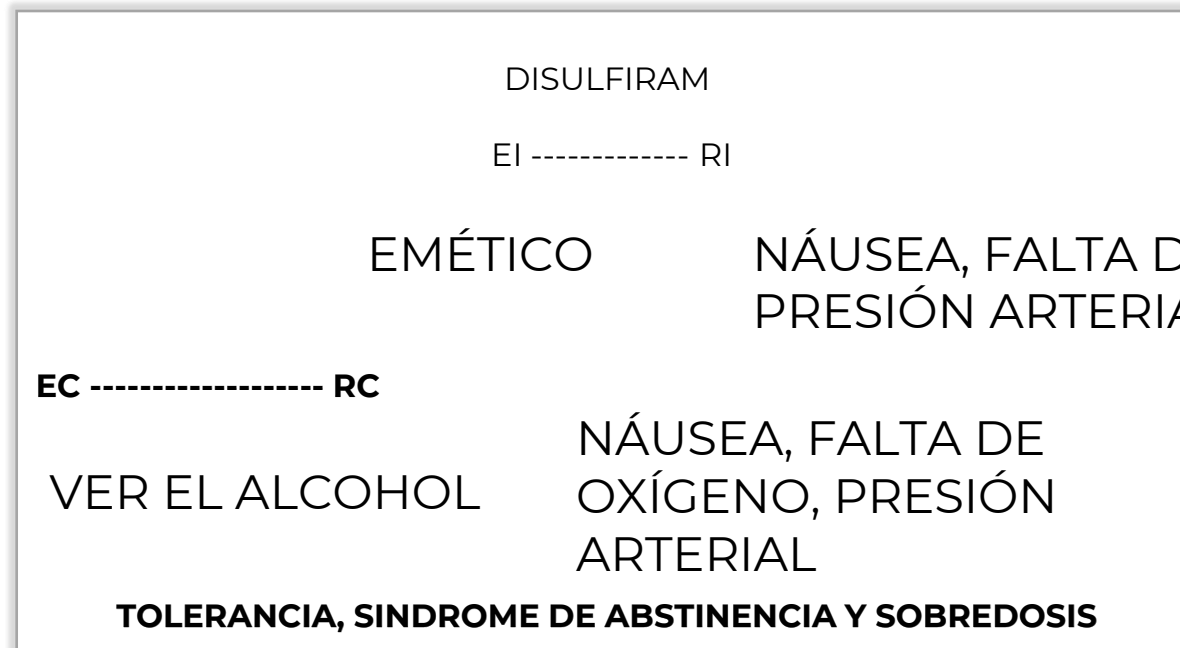 DISULFIRAM
EI ------------- RI
EMÉTICO
NÁUSEA, FALTA
PRESIÓN
EC ------------------- RC
VER EL ALCOHOL
NÁUSEA, FALTA DE
OXÍGENO, PRESIÓN
ARTERIAL
TOLERANCIA, SINDROME DE ABSTINENCIA Y SOBREDOSIS